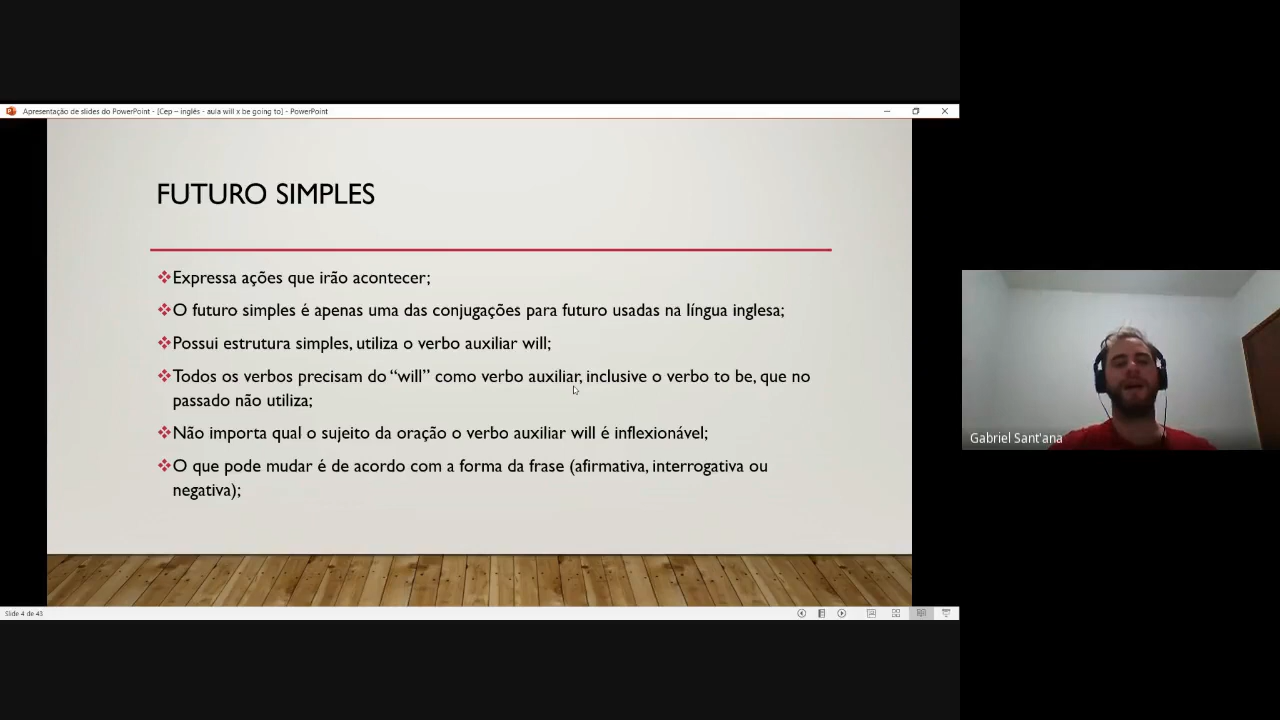 Apresentação de slides do PowerPoint - [Cep – inglês - aula will x be going to] - PowerPoint
FUTURO SIMPLES
Expressa ações que irão acontecer;
O futuro simples é apenas uma das conjugações para futuro usadas na língua inglesa;
Possui estrutura simples, utiliza o verbo auxiliar will;
Todos os verbos precisam do “will” como verbo auxiliar, inclusive o verbo to be, que no
passado não utiliza;
Não importa qual o sujeito da oração o verbo auxiliar will é inflexionável;
O que pode mudar é de acordo com a forma da frase (afirmativa, interrogativa ou
negativa);
Gabriel Sant'ana
Slide 4 de 43